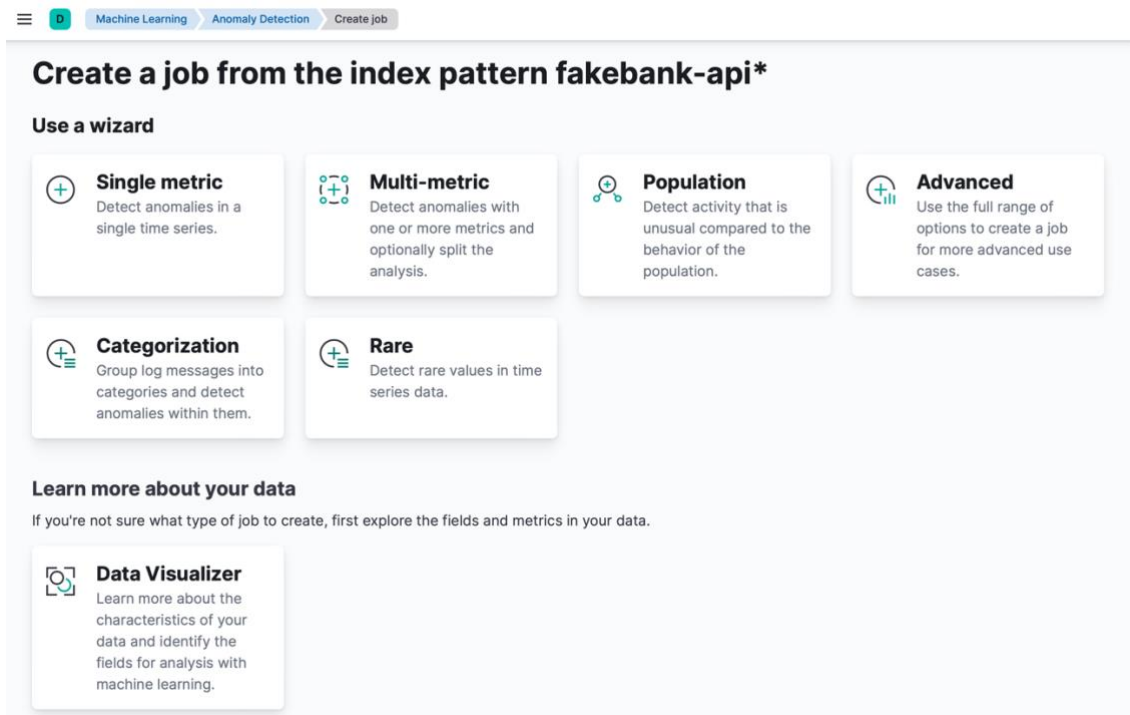 D Machine Learning Anomaly Detection Create job
Create a job from the index pattern fakebank-api*
Use a wizard
Single metric
Detect anomalies in a
single time series.
Multi-metric
Detect anomalies with
one or more metrics and
optionally split the
analysis.
Population
Detect activity that is
unusual compared to the
behavior of the
population.
Advanced
Use the full range of
options to create a job
for more advanced use
cases.
Categorization
Group log messages into
categories and detect
anomalies within them.
Rare
Detect rare values in time
series data.
Learn more about your data
If you're not sure what type of job to create, first explore the fields and metrics in your data.
Data Visualizer
Learn more about the
characteristics of your
data and identify the
fields for analysis with
machine learning.